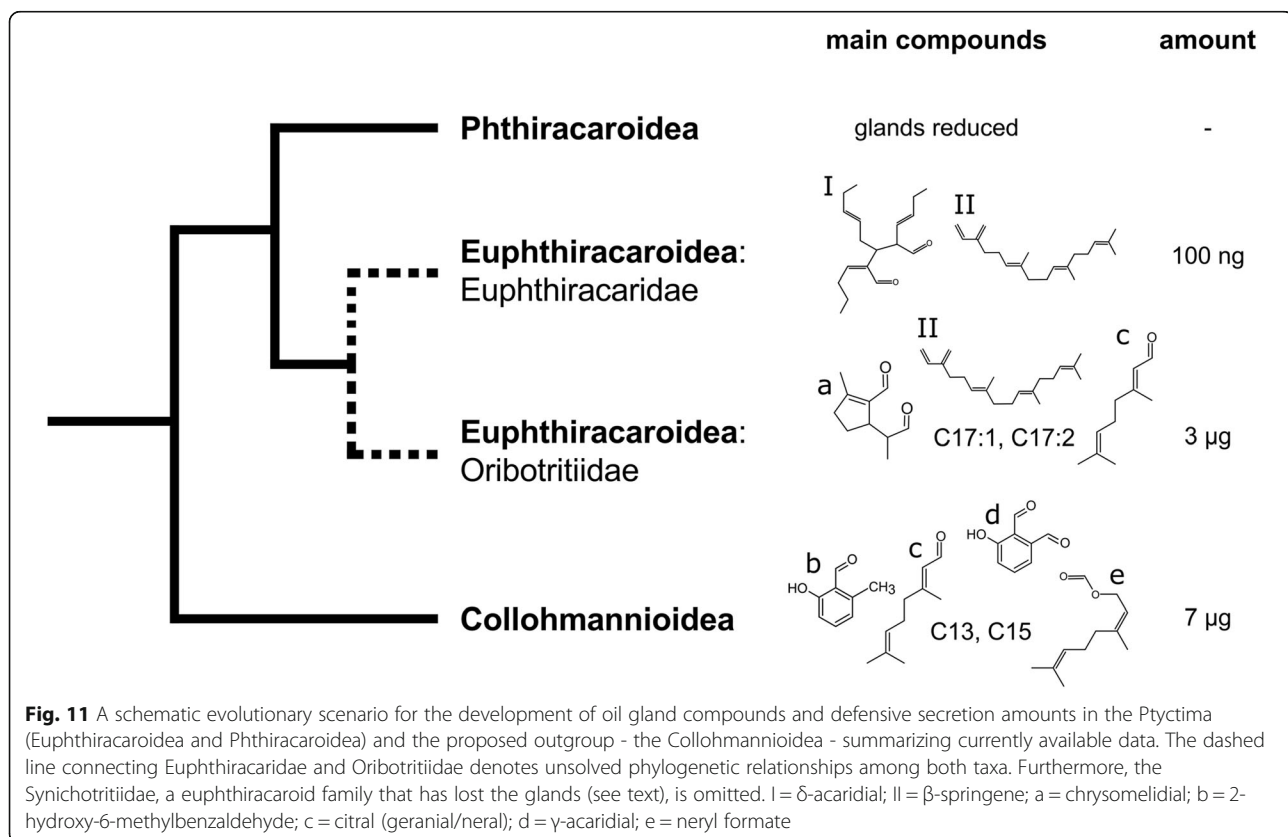 main compounds amount
Phthiracaroidea glands reduced -
I II
Euphthiracaroidea:
Euphthiracaridae
100 ng
O
O
II c O
a O
O
Euphthiracaroidea:
Oribotritiidae
C17:1, C17:2 3 µg
d O
HO O
b O c O
HO CH3
e
O
O
Collohmannioidea C13, C15 7 µg
Fig. 11 A schematic evolutionary scenario for the development of oil gland compounds and defensive secretion amounts in the Ptyctima
(Euphthiracaroidea and Phthiracaroidea) and the proposed outgroup - the Collohmannioidea - summarizing currently available data. The dashed
line connecting Euphthiracaridae and Oribotritiidae denotes unsolved phylogenetic relationships among both taxa. Furthermore, the
Synichotritiidae, a euphthiracaroid family that has lost the glands (see text), is omitted. I = δ-acaridial; II = β-springene; a = chrysomelidial; b = 2-
hydroxy-6-methylbenzaldehyde; c = citral (geranial/neral); d = γ-acaridial; e = neryl formate